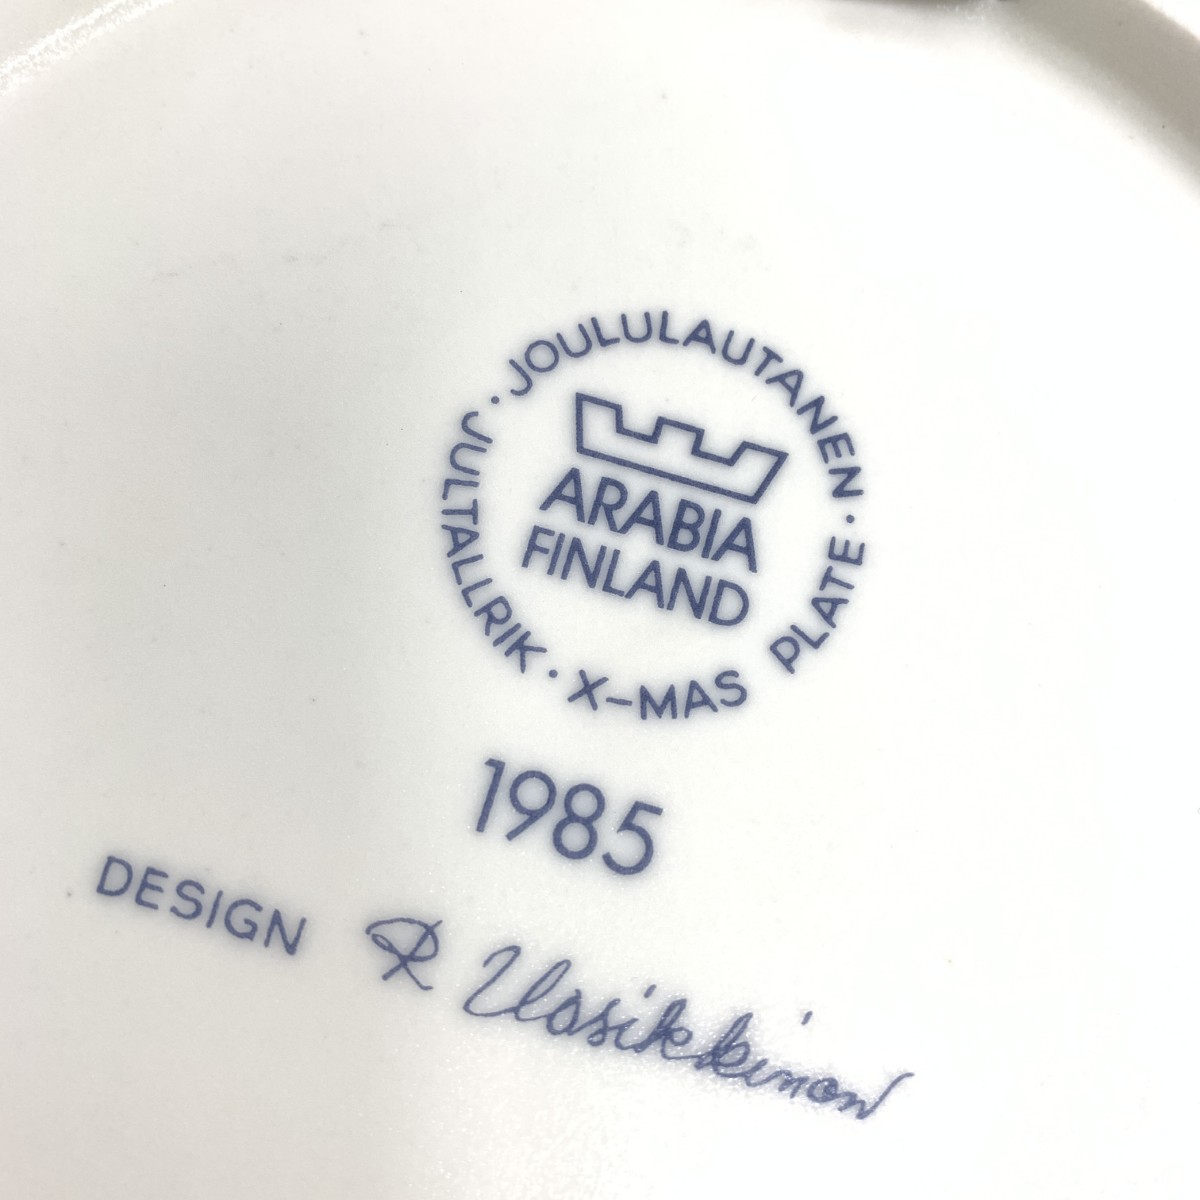 JOULULAUTANEN · X-MAS PLATE · JULTALLRIK ·
ARABIA
FINLAND
1985
DESIGN R Uosikkinen